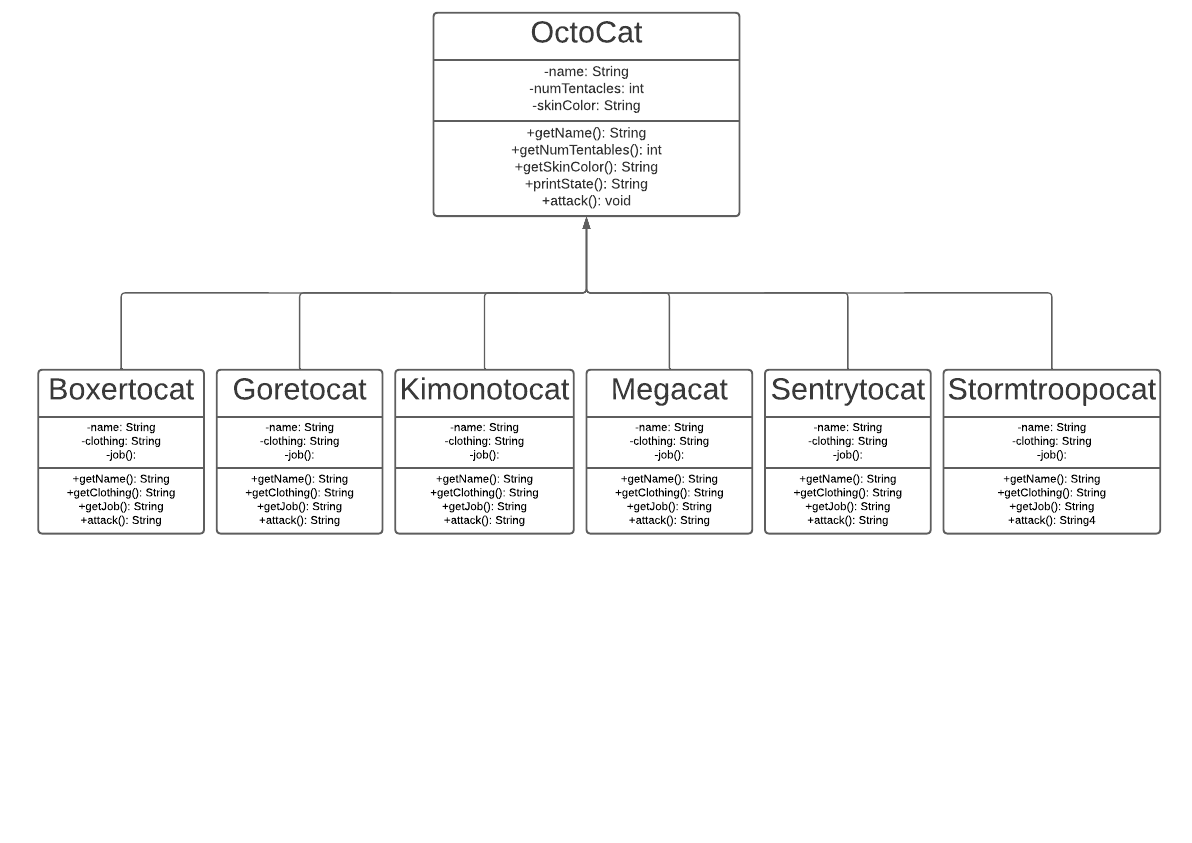 OctoCat
-name: String
-numTentacles: int
-skinColor: String
+getName(): String
+getNumTentables(): int
+getSkinColor(): String
+printState(): String
+attack(): void
Boxertocat
-name: String
-clothing: String
-job():
+getName(): String
+getClothing(): String
+getJob(): String
+attack(): String
Goretocat
-name: String
-clothing: String
-job():
+getName(): String
+getClothing(): String
+getJob(): String
+attack(): String
Kimonotocat
-name: String
-clothing: String
-job():
+getName(): String
+getClothing(): String
+getJob(): String
+attack(): String
Megacat
-name: String
-clothing: String
-job():
+getName(): String
+getClothing(): String
+getJob(): String
+attack(): String
Sentrytocat
-name: String
-clothing: String
-job():
+getName(): String
+getClothing(): String
+getJob(): String
+attack(): String
Stormtroopocat
-name: String
-clothing: String
-job():
+getName(): String
+getClothing(): String
+getJob(): String
+attack(): String4